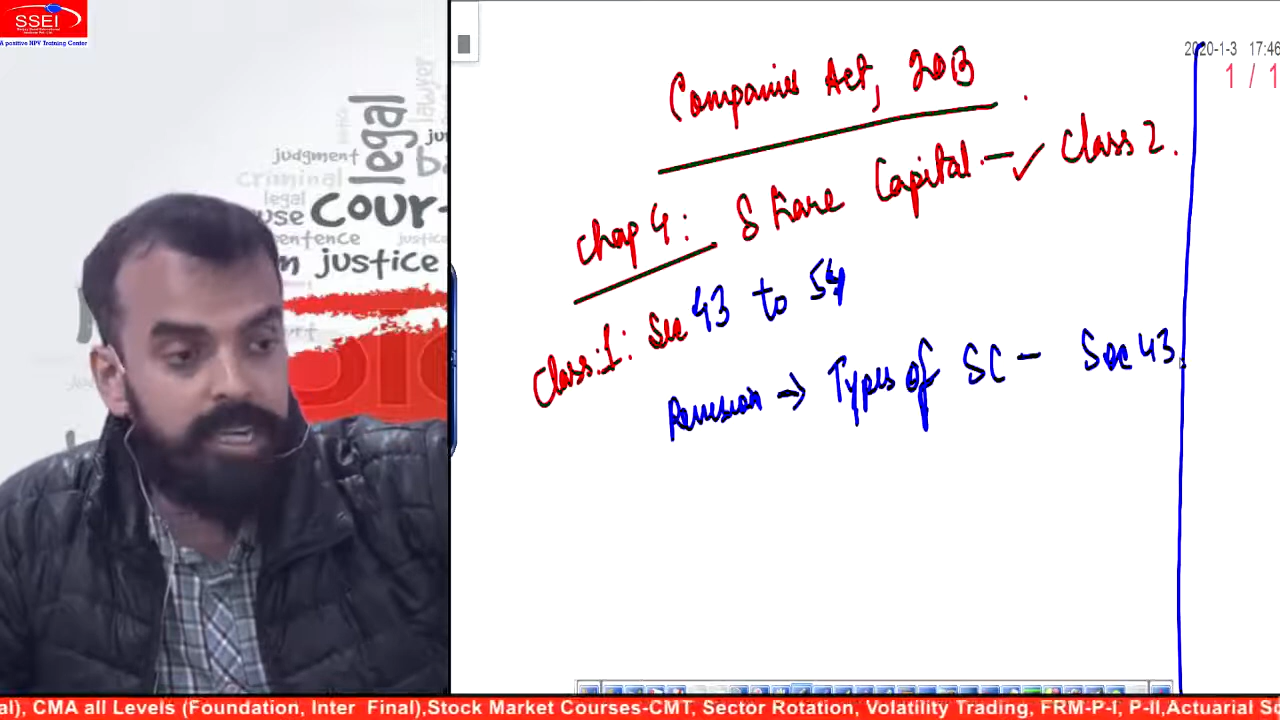 SSEI
A positive NPV Training Center
judgment
legal
lawyer
criminal
legal
cour
sentence
justice
justice
2020-1-3 17:46
1 / 1
Companies Act, 2013
Chap 4: Share Capital — ✓ Class 2.
Class:1: Sec 43 to 54
Revision → Types of SC — Sec 43
al), CMA all Levels (Foundation, Inter Final),Stock Market Courses-CMT, Sector Rotation, Volatility Trading, FRM-P-I, P-II,Actuarial Sc